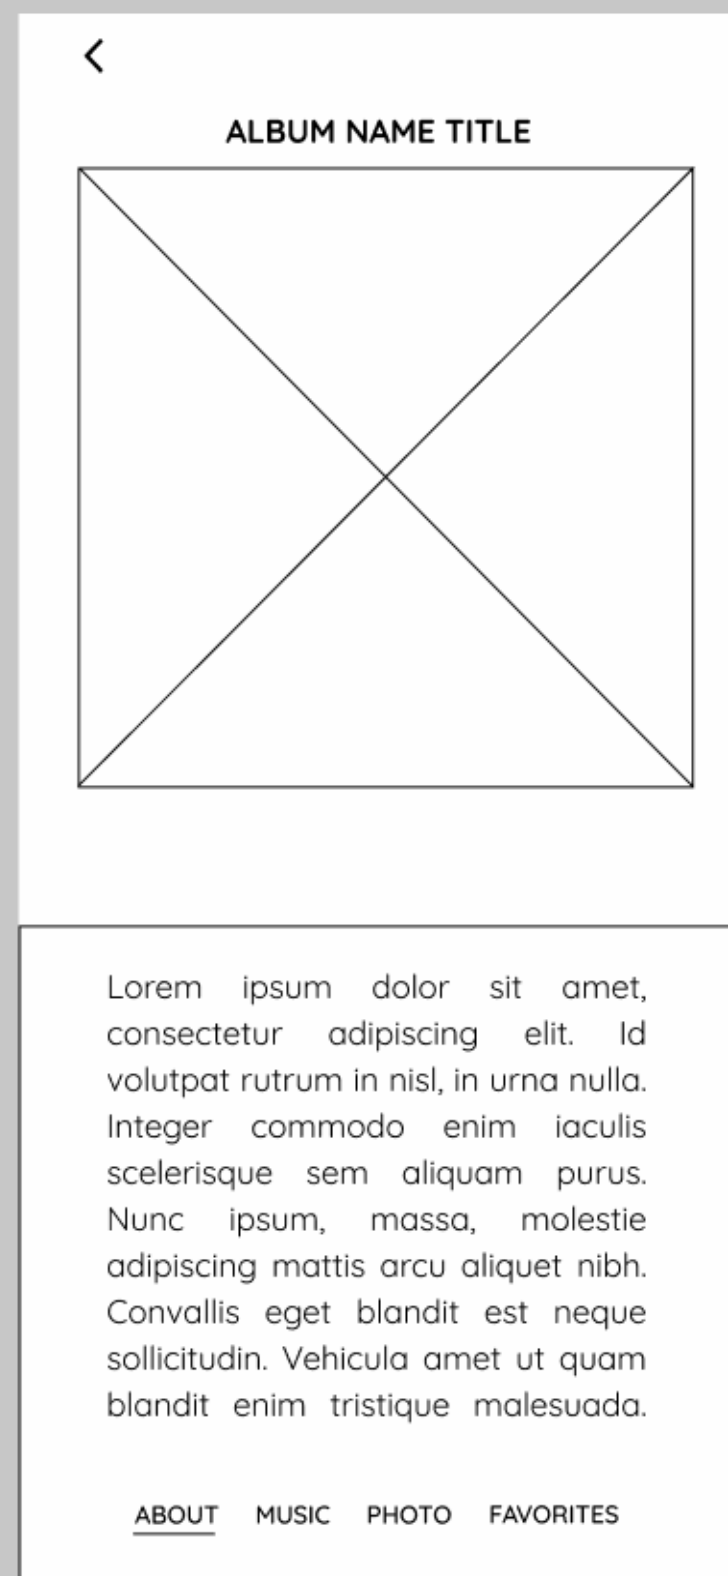 ALBUM NAME TITLE
Lorem ipsum dolor sit amet,
consectetur adipiscing elit. Id
volutpat rutrum in nisl, in urna nulla.
Integer commodo enim iaculis
scelerisque sem aliquam purus.
Nunc ipsum, massa, molestie
adipiscing mattis arcu aliquet nibh.
Convallis eget blandit est neque
sollicitudin. Vehicula amet ut quam
blandit enim tristique malesuada.
ABOUT MUSIC PHOTO FAVORITES